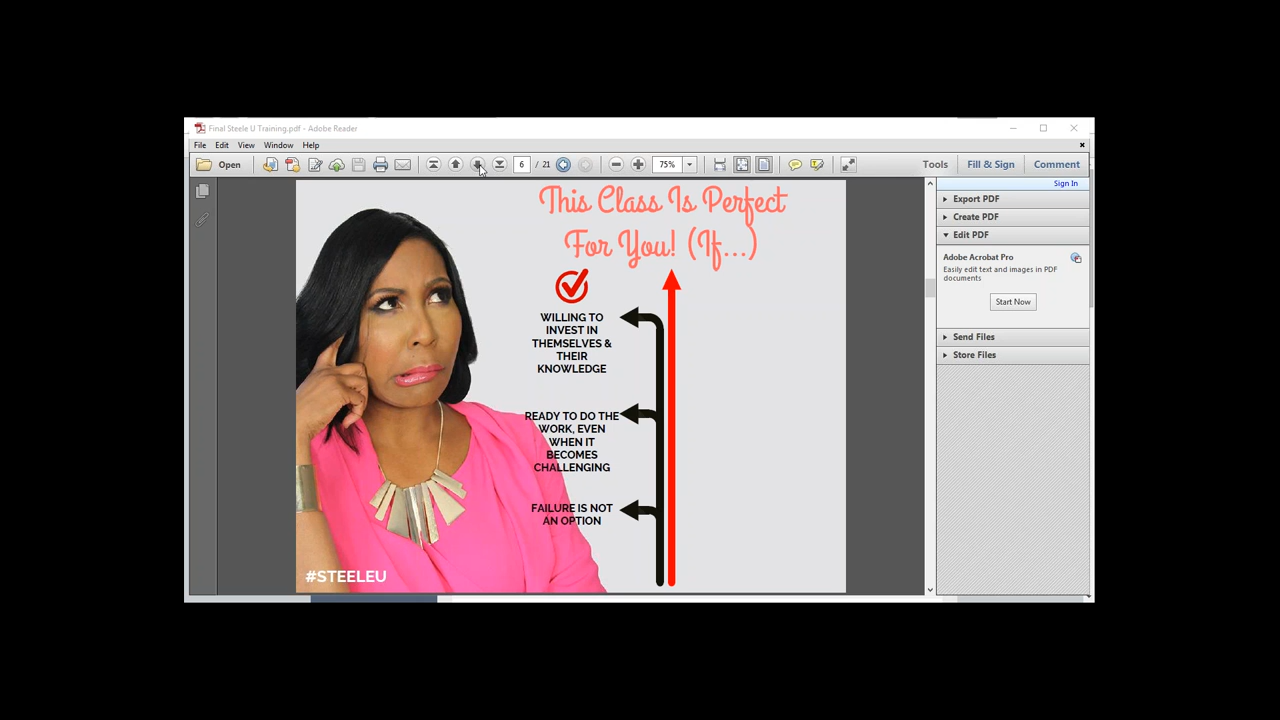 Final Steele U Training.pdf - Adobe Reader
File Edit View Window Help
Open 6 / 21 75% Tools Fill & Sign Comment
Sign In
Export PDF
Create PDF
Edit PDF
Adobe Acrobat Pro
Easily edit text and images in PDF
documents
Start Now
Send Files
Store Files
This Class Is Perfect
For You! (If...)
WILLING TO
INVEST IN
THEMSELVES &
THEIR
KNOWLEDGE
READY TO DO THE
WORK, EVEN
WHEN IT
BECOMES
CHALLENGING
FAILURE IS NOT
AN OPTION
#STEELEU